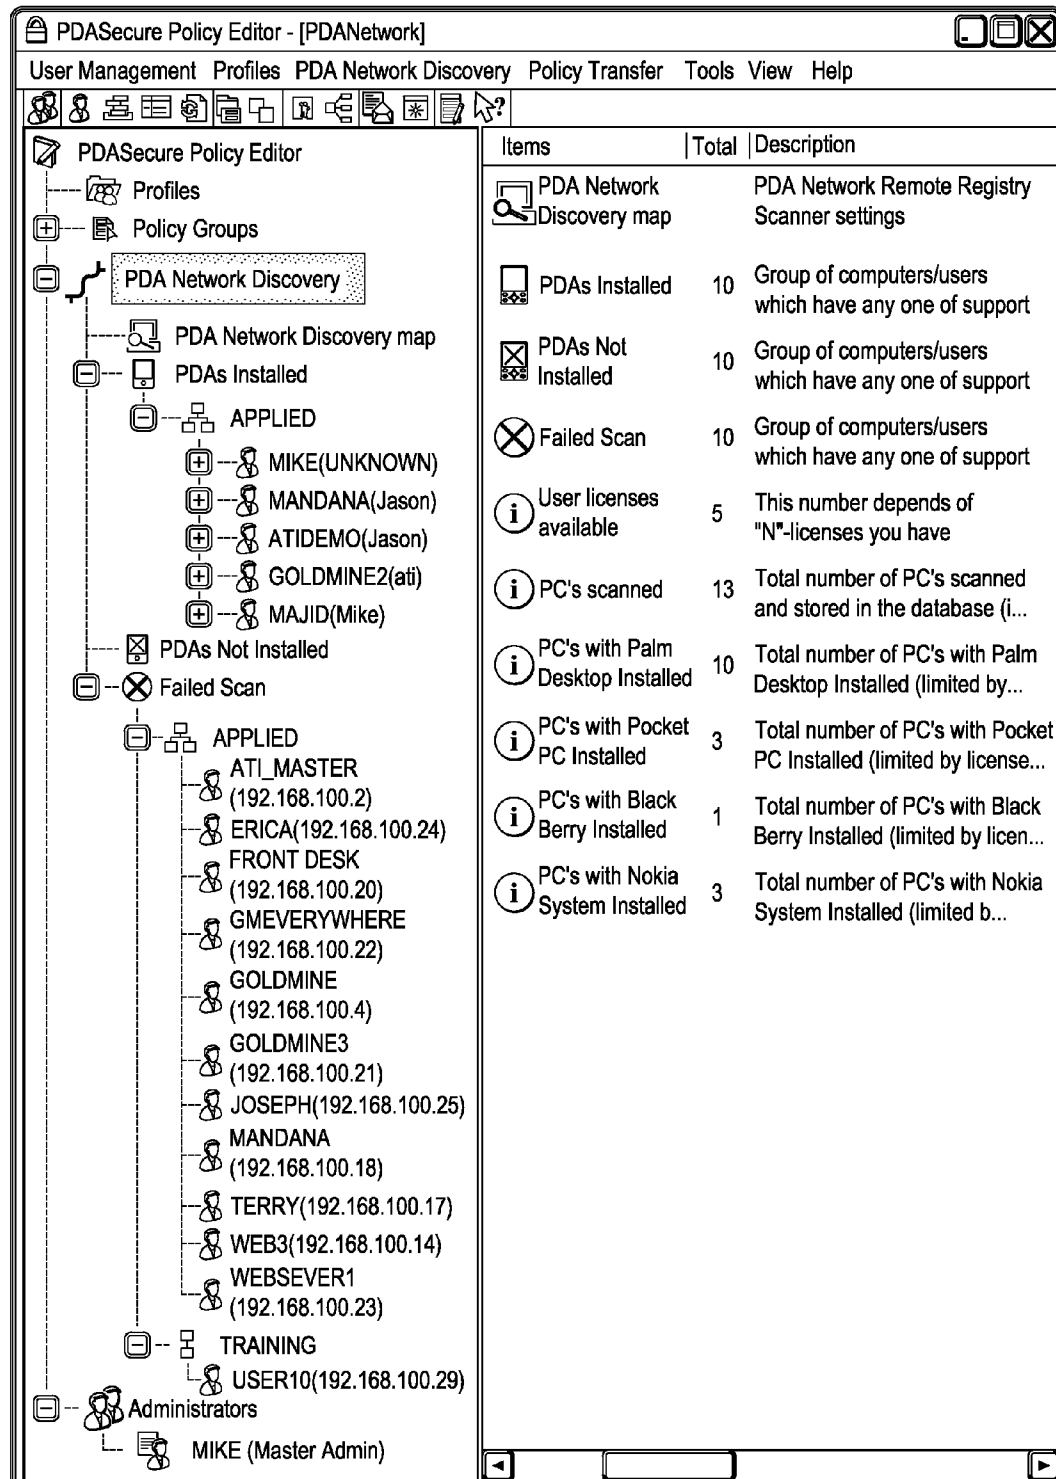 PDASecure Policy Editor - [PDANetwork]
User Management Profiles PDA Network Discovery Policy Transfer Tools View Help
PDASecure Policy Editor
Profiles
Policy Groups
PDA Network Discovery
PDA Network Discovery map
PDAs Installed
APPLIED
MIKE(UNKNOWN)
MANDANA(Jason)
ATIDEMO(Jason)
GOLDMINE2(ati)
MAJID(Mike)
PDAs Not Installed
Failed Scan
APPLIED
ATI_MASTER
(192.168.100.2)
ERICA(192.168.100.24)
FRONT DESK
(192.168.100.20)
GMEVERYWHERE
(192.168.100.22)
GOLDMINE
(192.168.100.4)
GOLDMINE3
(192.168.100.21)
JOSEPH(192.168.100.25)
MANDANA
(192.168.100.18)
TERRY(192.168.100.17)
WEB3(192.168.100.14)
WEBSEVER1
(192.168.100.23)
TRAINING
USER10(192.168.100.29)
Administrators
MIKE (Master Admin)
Items Total Description
PDA Network PDA Network Remote Registry
Discovery map Scanner settings
PDAs Installed 10 Group of computers/users
which have any one of support
PDAs Not Installed 10 Group of computers/users
which have any one of support
Failed Scan 10 Group of computers/users
which have any one of support
User licenses available 5 This number depends of
"N"-licenses you have
PC's scanned 13 Total number of PC's scanned
and stored in the database (i...
PC's with Palm 10 Total number of PC's with Palm
Desktop Installed Desktop Installed (limited by...
PC's with Pocket 3 Total number of PC's with Pocket
PC Installed PC Installed (limited by license...
PC's with Black 1 Total number of PC's with Black
Berry Installed Berry Installed (limited by licen...
PC's with Nokia 3 Total number of PC's with Nokia
System Installed System Installed (limited b...